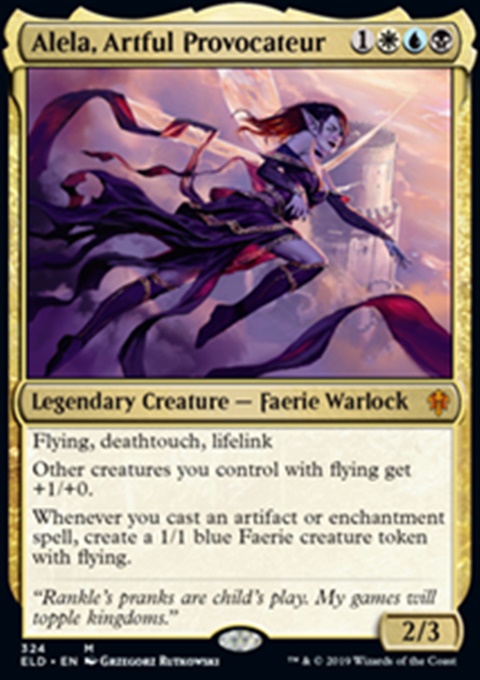 Alela, Artful Provocateur 1
Legendary Creature — Faerie Warlock
Flying, deathtouch, lifelink
Other creatures you control with flying get
+1/+0.
Whenever you cast an artifact or enchantment
spell, create a 1/1 blue Faerie creature token
with flying.
"Rankle's pranks are child's play. My games will
topple kingdoms."
2/3
324 M
ELD • EN Grzegorz Rutkowski ™ & © 2019 Wizards of the Coast